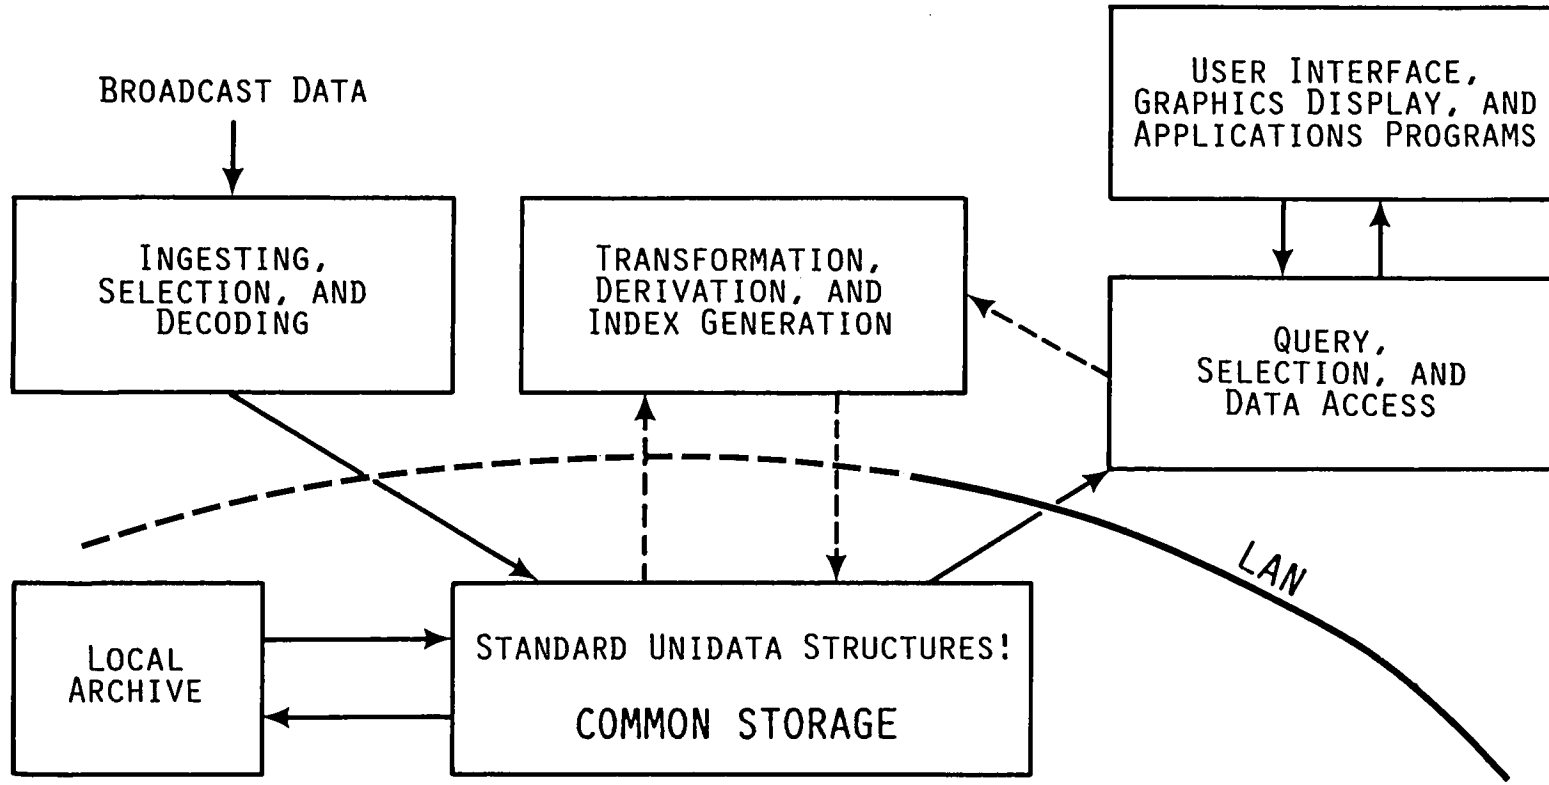 BROADCAST DATA
USER INTERFACE,
GRAPHICS DISPLAY, AND
APPLICATIONS PROGRAMS
INGESTING,
SELECTION, AND
DECODING
TRANSFORMATION,
DERIVATION, AND
INDEX GENERATION
QUERY,
SELECTION, AND
DATA ACCESS
LAN
LOCAL
ARCHIVE
STANDARD UNIDATA STRUCTURES!
COMMON STORAGE